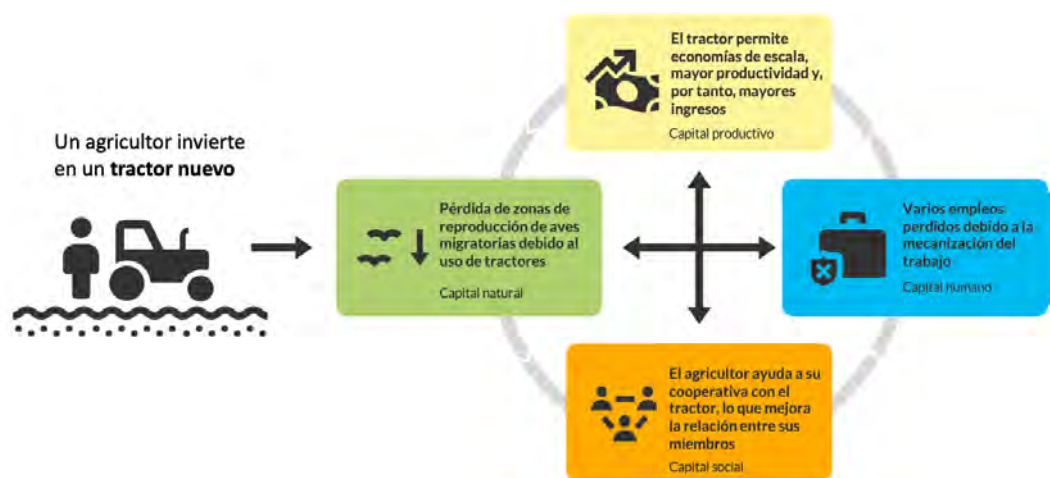 Un agricultor invierte
en un tractor nuevo
El tractor permite
economías de escala,
mayor productividad y,
por tanto, mayores
ingresos
Capital productivo
Pérdida de zonas de
reproducción de aves
migratorias debido al
uso de tractores
Capital natural
Varios empleos
perdidos debido a la
mecanización del
trabajo
Capital humano
El agricultor ayuda a su
cooperativa con el
tractor, lo que mejora
la relación entre sus
miembros
Capital social